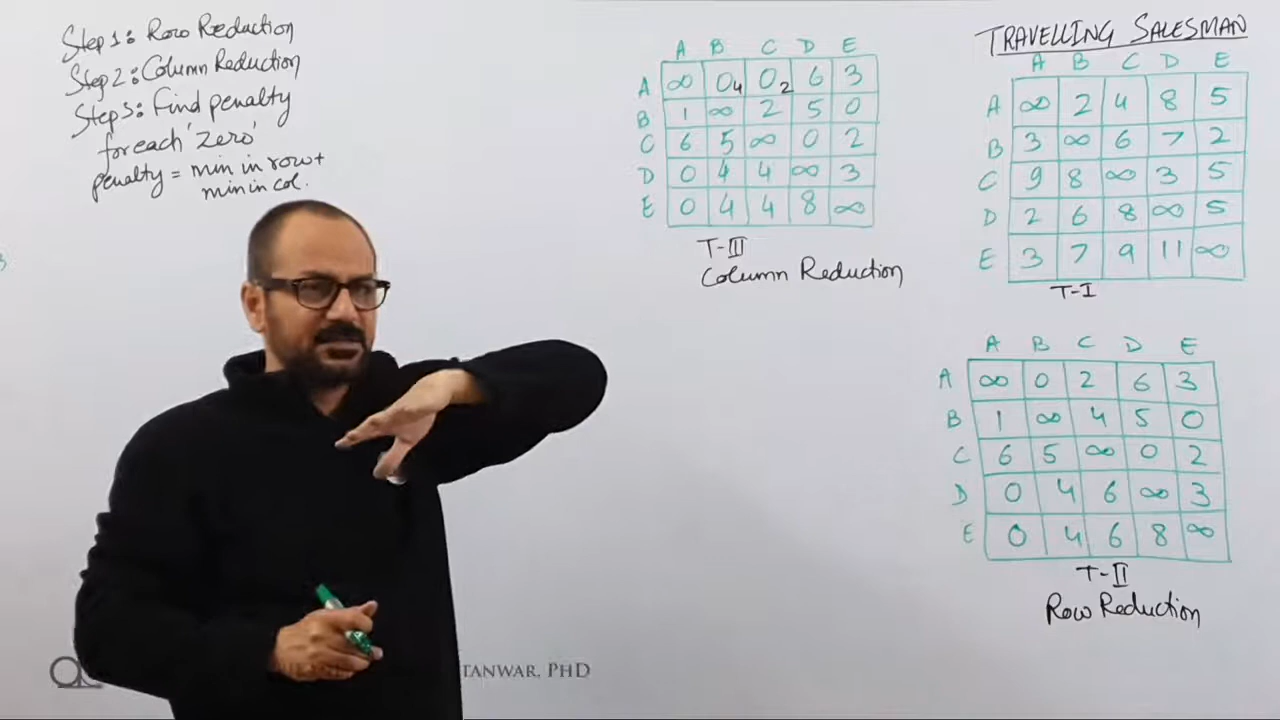 Step 1: Row Reduction
Step 2: Column Reduction
Step 3: Find penalty
for each 'Zero'
penalty = min in row +
min in col.
A B C D E
A ∞ 0₄ 0₂ 6 3
B 1 ∞ 2 5 0
C 6 5 ∞ 0 2
D 0 4 4 ∞ 3
E 0 4 4 8 ∞
T-III
Column Reduction
TRAVELLING SALESMAN
A B C D E
A ∞ 2 4 8 5
B 3 ∞ 6 7 2
C 9 8 ∞ 3 5
D 2 6 8 ∞ 5
E 3 7 9 11 ∞
T-I
A B C D E
A ∞ 0 2 6 3
B 1 ∞ 4 5 0
C 6 5 ∞ 0 2
D 0 4 6 ∞ 3
E 0 4 6 8 ∞
T-II
Row Reduction
TANWAR, PHD